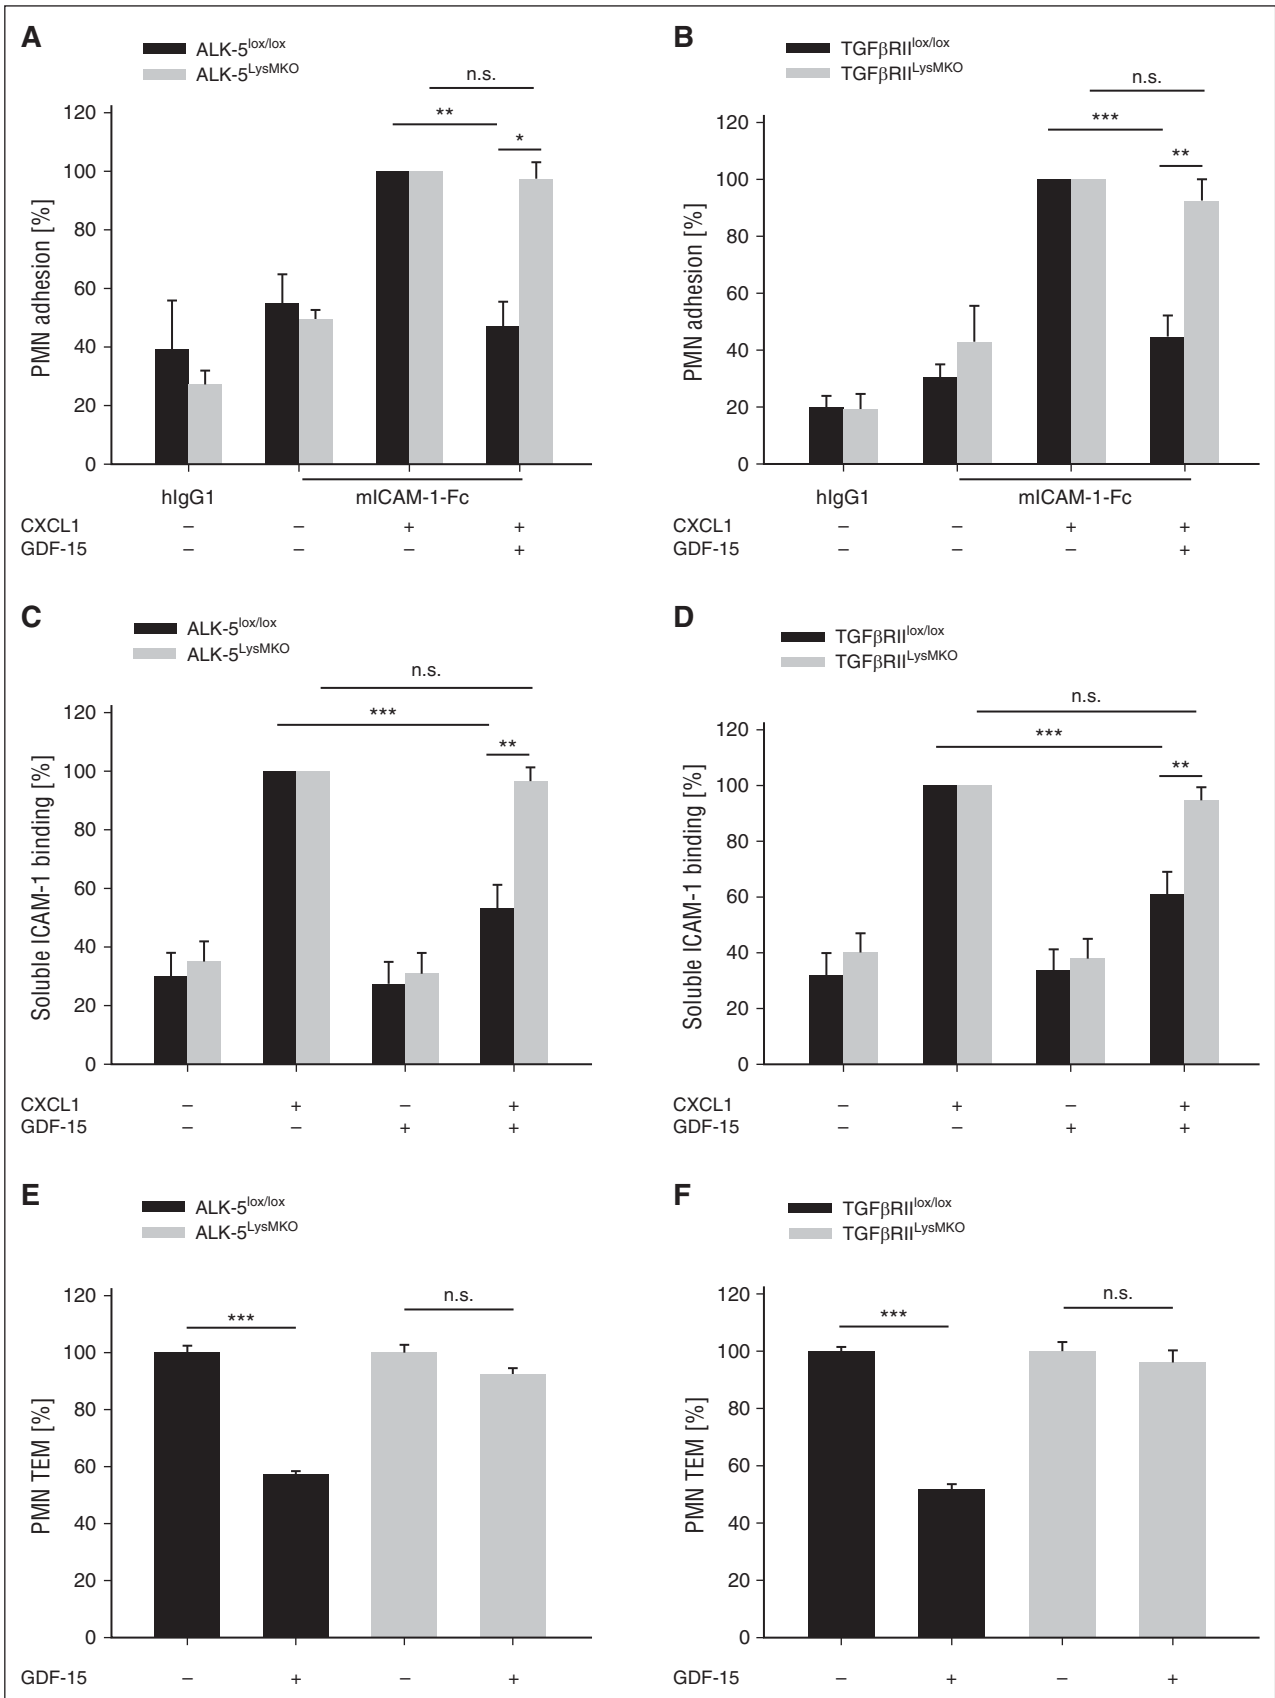 A
ALK-5lox/lox
ALK-5LysMKO
n.s.
**
*
120
100
80
60
40
20
0
PMN adhesion [%]
hIgG1
mICAM-1-Fc
CXCL1 – – + +
GDF-15 – – – +
B
TGFβRIIlox/lox
TGFβRIILysMKO
n.s.
***
**
120
100
80
60
40
20
0
PMN adhesion [%]
hIgG1
mICAM-1-Fc
CXCL1 – – + +
GDF-15 – – – +
C
ALK-5lox/lox
ALK-5LysMKO
n.s.
***
**
120
100
80
60
40
20
0
Soluble ICAM-1 binding [%]
CXCL1 – + – +
GDF-15 – – + +
D
TGFβRIIlox/lox
TGFβRIILysMKO
n.s.
***
**
120
100
80
60
40
20
0
Soluble ICAM-1 binding [%]
CXCL1 – + – +
GDF-15 – – + +
E
ALK-5lox/lox
ALK-5LysMKO
***
n.s.
120
100
80
60
40
20
0
PMN TEM [%]
GDF-15 – + – +
F
TGFβRIIlox/lox
TGFβRIILysMKO
***
n.s.
120
100
80
60
40
20
0
PMN TEM [%]
GDF-15 – + – +